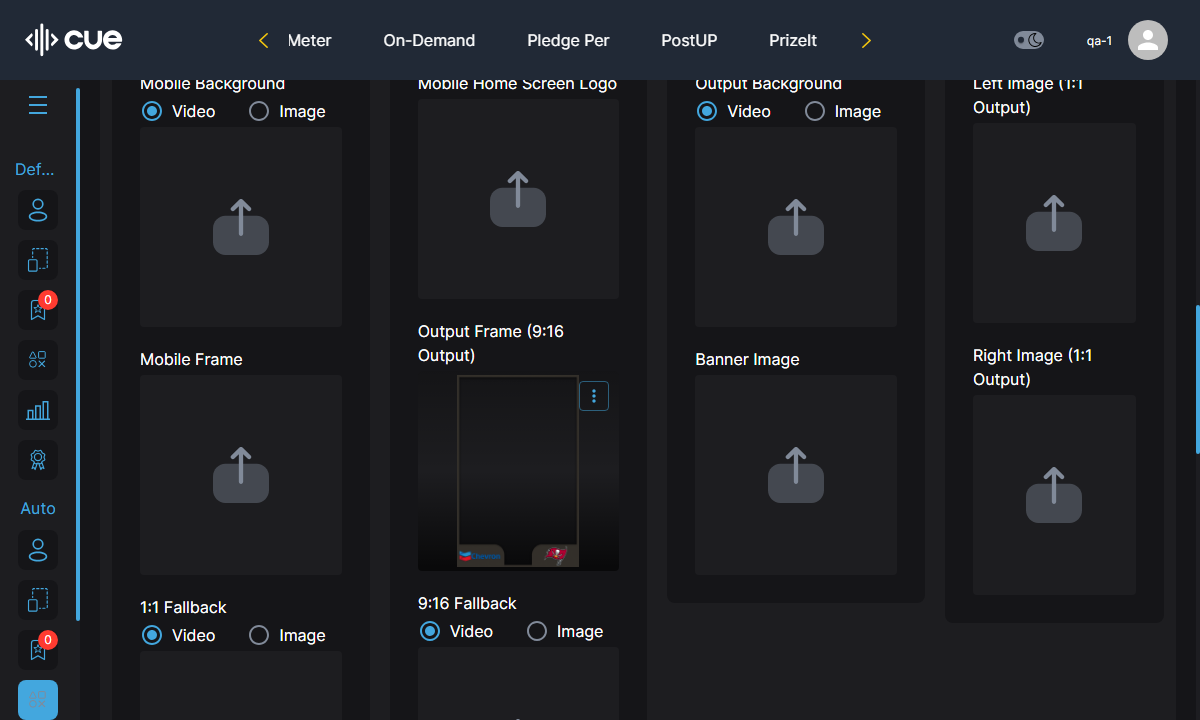 cue
Meter
On-Demand
Pledge Per
PostUP
PrizeIt
qa-1
Def...
0
Auto
0
Mobile Background
Video
Image
Mobile Frame
1:1 Fallback
Video
Image
Mobile Home Screen Logo
Output Frame (9:16
Output)
9:16 Fallback
Video
Image
Output Background
Video
Image
Banner Image
Left Image (1:1
Output)
Right Image (1:1
Output)